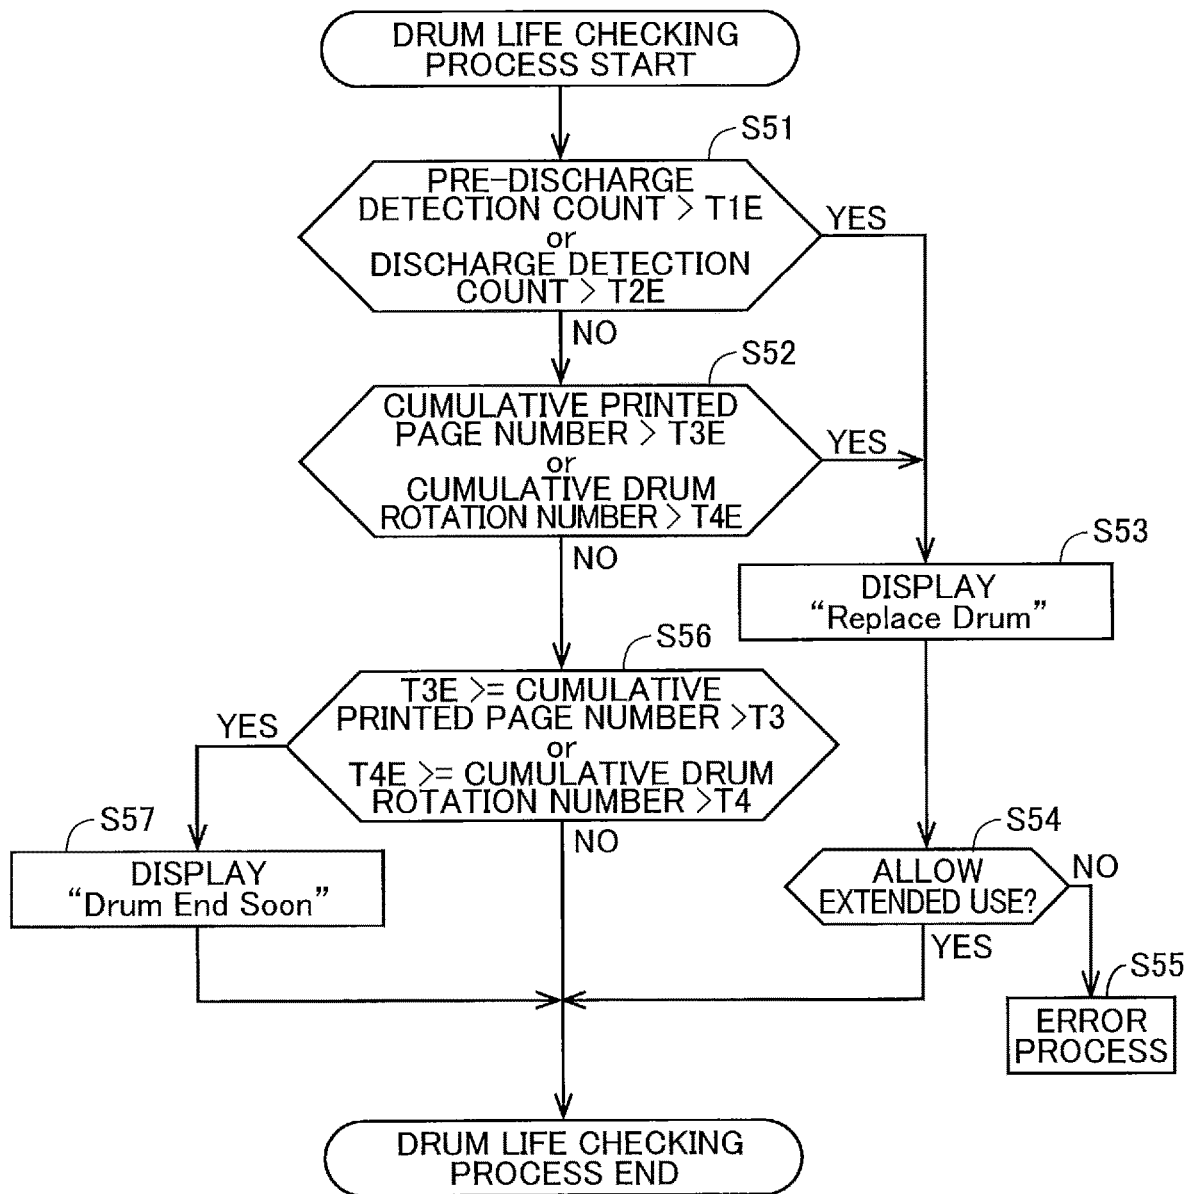 DRUM LIFE CHECKING
PROCESS START
S51
PRE-DISCHARGE
DETECTION COUNT > T1E
or
DISCHARGE DETECTION
COUNT > T2E
YES
NO
S52
CUMULATIVE PRINTED
PAGE NUMBER > T3E
or
CUMULATIVE DRUM
ROTATION NUMBER > T4E
YES
NO
S53
DISPLAY
“Replace Drum”
S56
T3E >= CUMULATIVE
PRINTED PAGE NUMBER >T3
or
T4E >= CUMULATIVE DRUM
ROTATION NUMBER >T4
YES
NO
S57
DISPLAY
“Drum End Soon”
S54
ALLOW
EXTENDED USE?
NO
YES
S55
ERROR
PROCESS
DRUM LIFE CHECKING
PROCESS END